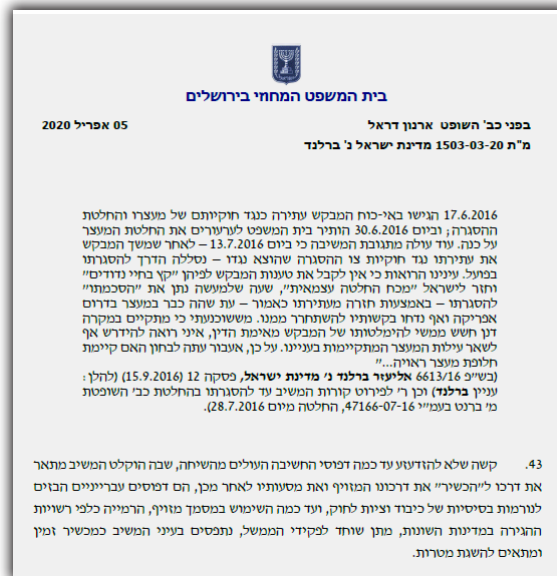 בית המשפט המחוזי בירושלים
בפני כב' השופט ארנון דראל
05 אפריל 2020
מ"ת 1503-03-20 מדינת ישראל נ' ברלנד
17.6.2016 הגישו באי-כוח המבקש עתירה כנגד חוקיותם של מעצרו והחלטת
ההסגרה; וביום 30.6.2016 הותיר בית המשפט לערעורים את החלטת המעצר
על כנה. עוד עולה מתגובת המשיבה כי ביום 13.7.2016 – לאחר שמשך המבקש
את עתירתו נגד חוקיות צו ההסגרה שהוצא נגדו – נסללה הדרך להסגרתו
בפועל. עינינו הרואות כי אין לקבל את טענות המבקש לפיהן "קץ בחיי נדודים"
וחזר לישראל "מכח החלטה עצמאית", שעה שלמעשה נתן את "הסכמתו"
להסגרתו – באמצעות חזרה מעתירתו כאמור – עת שהה כבר במעצר בדרום
אפריקה ואף נדחו בקשותיו להשתחרר ממנו. מששוכנעתי כי מתקיים במקרה
דנן חשש ממשי להימלטותו של המבקש מאימת הדין, איני רואה להידרש אף
לשאר עילות המעצר המתקיימות בעניינו. על כן, אעבור עתה לבחון האם קיימת
חלופת מעצר ראויה..."
(בש"פ 6613/16 אליעזר ברלנד נ' מדינת ישראל, פסקה 12 (15.9.2016) (להלן:
עניין ברלנד) וכן ר' לפירוט קורות המשיב עד להסגרתו בהחלטת כב' השופטת
מ' ברנט בעמ"י 47166-07-16, החלטה מיום 28.7.2016).
43. קשה שלא להזדעזע עד כמה דפוסי החשיבה העולים מהשיחה, שבה הוקלט המשיב מתאר
את דרכו ל"הכשיר" את דרכונו המזויף ואת מסעותיו לאחר מכן, הם דפוסים עברייניים הבזים
לנורמות בסיסיות של כיבוד וציות לחוק, ועד כמה השימוש במסמך מזויף, הרמייה כלפי רשויות
ההגירה במדינות השונות, מתן שוחד לפקידי הממשל, נתפסים בעיני המשיב כמכשיר זמין
ומתאים להשגת מטרות.